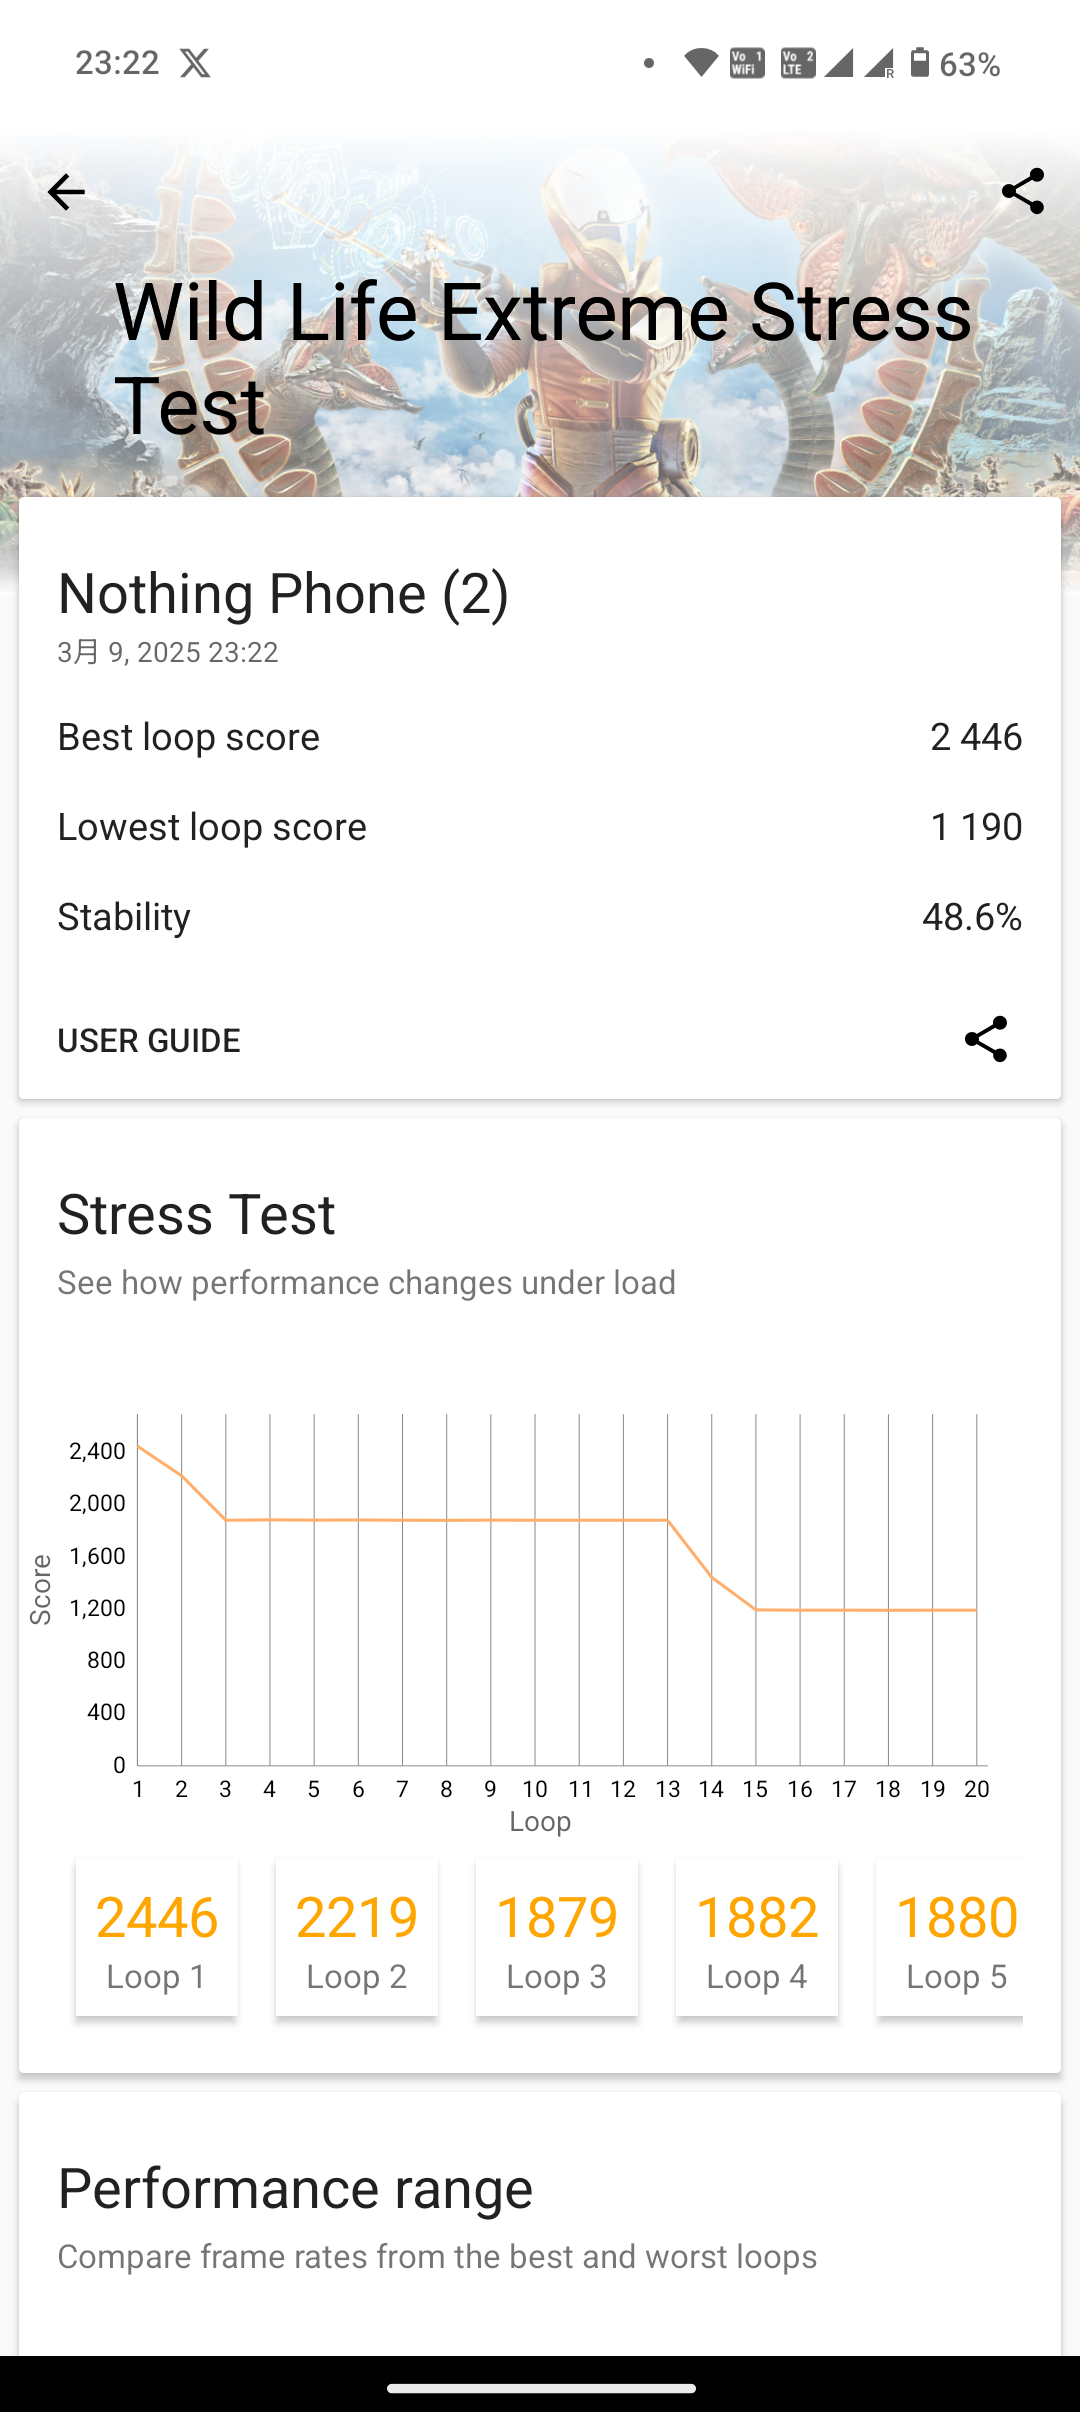 23:22
Vo 1 WiFi
Vo 2 LTE
R
63%
Wild Life Extreme Stress
Test
Nothing Phone (2)
3月 9, 2025 23:22
Best loop score 2 446
Lowest loop score 1 190
Stability 48.6%
USER GUIDE
Stress Test
See how performance changes under load
Score
2,400
2,000
1,600
1,200
800
400
0
1 2 3 4 5 6 7 8 9 10 11 12 13 14 15 16 17 18 19 20
Loop
2446 2219 1879 1882 1880
Loop 1 Loop 2 Loop 3 Loop 4 Loop 5
Performance range
Compare frame rates from the best and worst loops